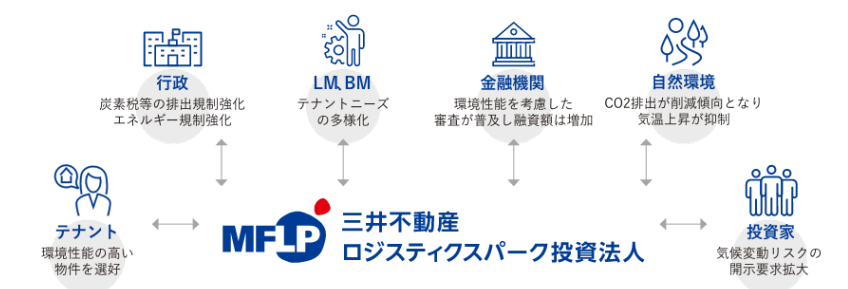 行政
炭素税等の排出規制強化
エネルギー規制強化
LM、BM
テナントニーズ
の多様化
金融機関
環境性能を考慮した
審査が普及し融資額は増加
自然環境
CO2排出が削減傾向となり
気温上昇が抑制
テナント
環境性能の高い
物件を選好
MFLP
三井不動産
ロジスティクスパーク投資法人
投資家
気候変動リスクの
開示要求拡大